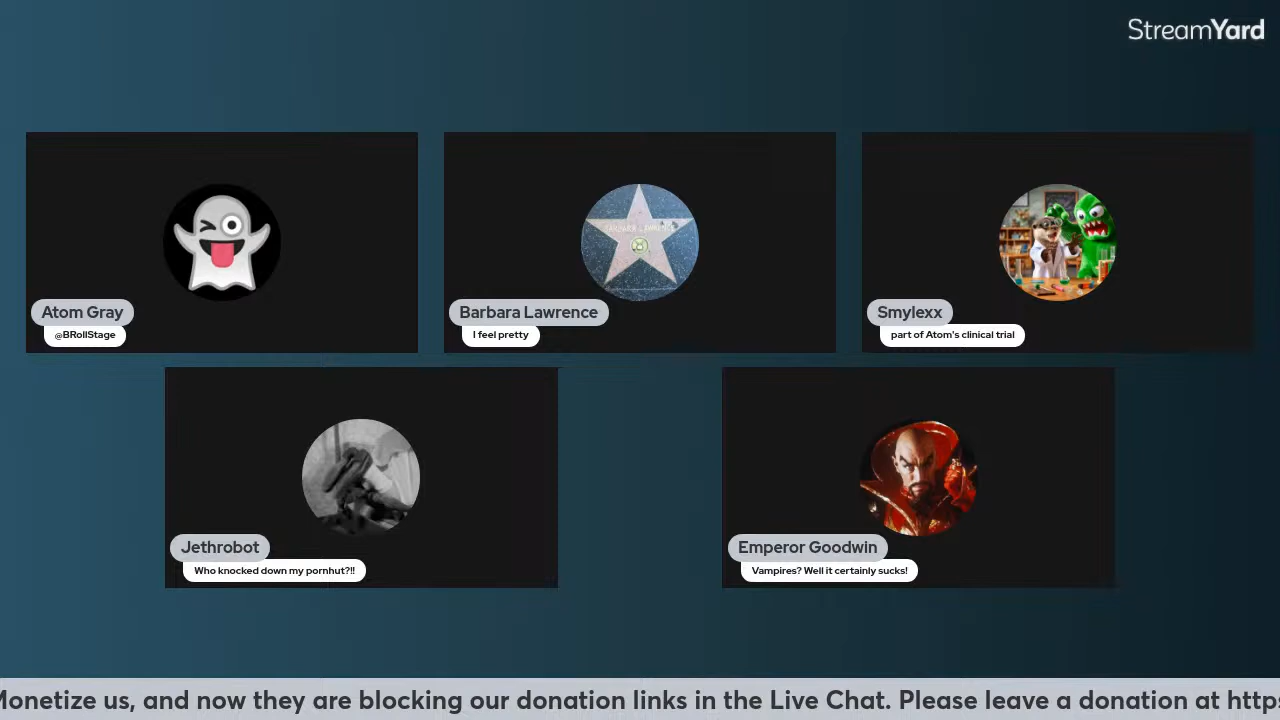 StreamYard
Atom Gray
@BRollStage
Barbara Lawrence
I feel pretty
Smylexx
part of Atom's clinical trial
Jethrobot
Who knocked down my pornhut?!!
Emperor Goodwin
Vampires? Well it certainly sucks!
Monetize us, and now they are blocking our donation links in the Live Chat. Please leave a donation at https